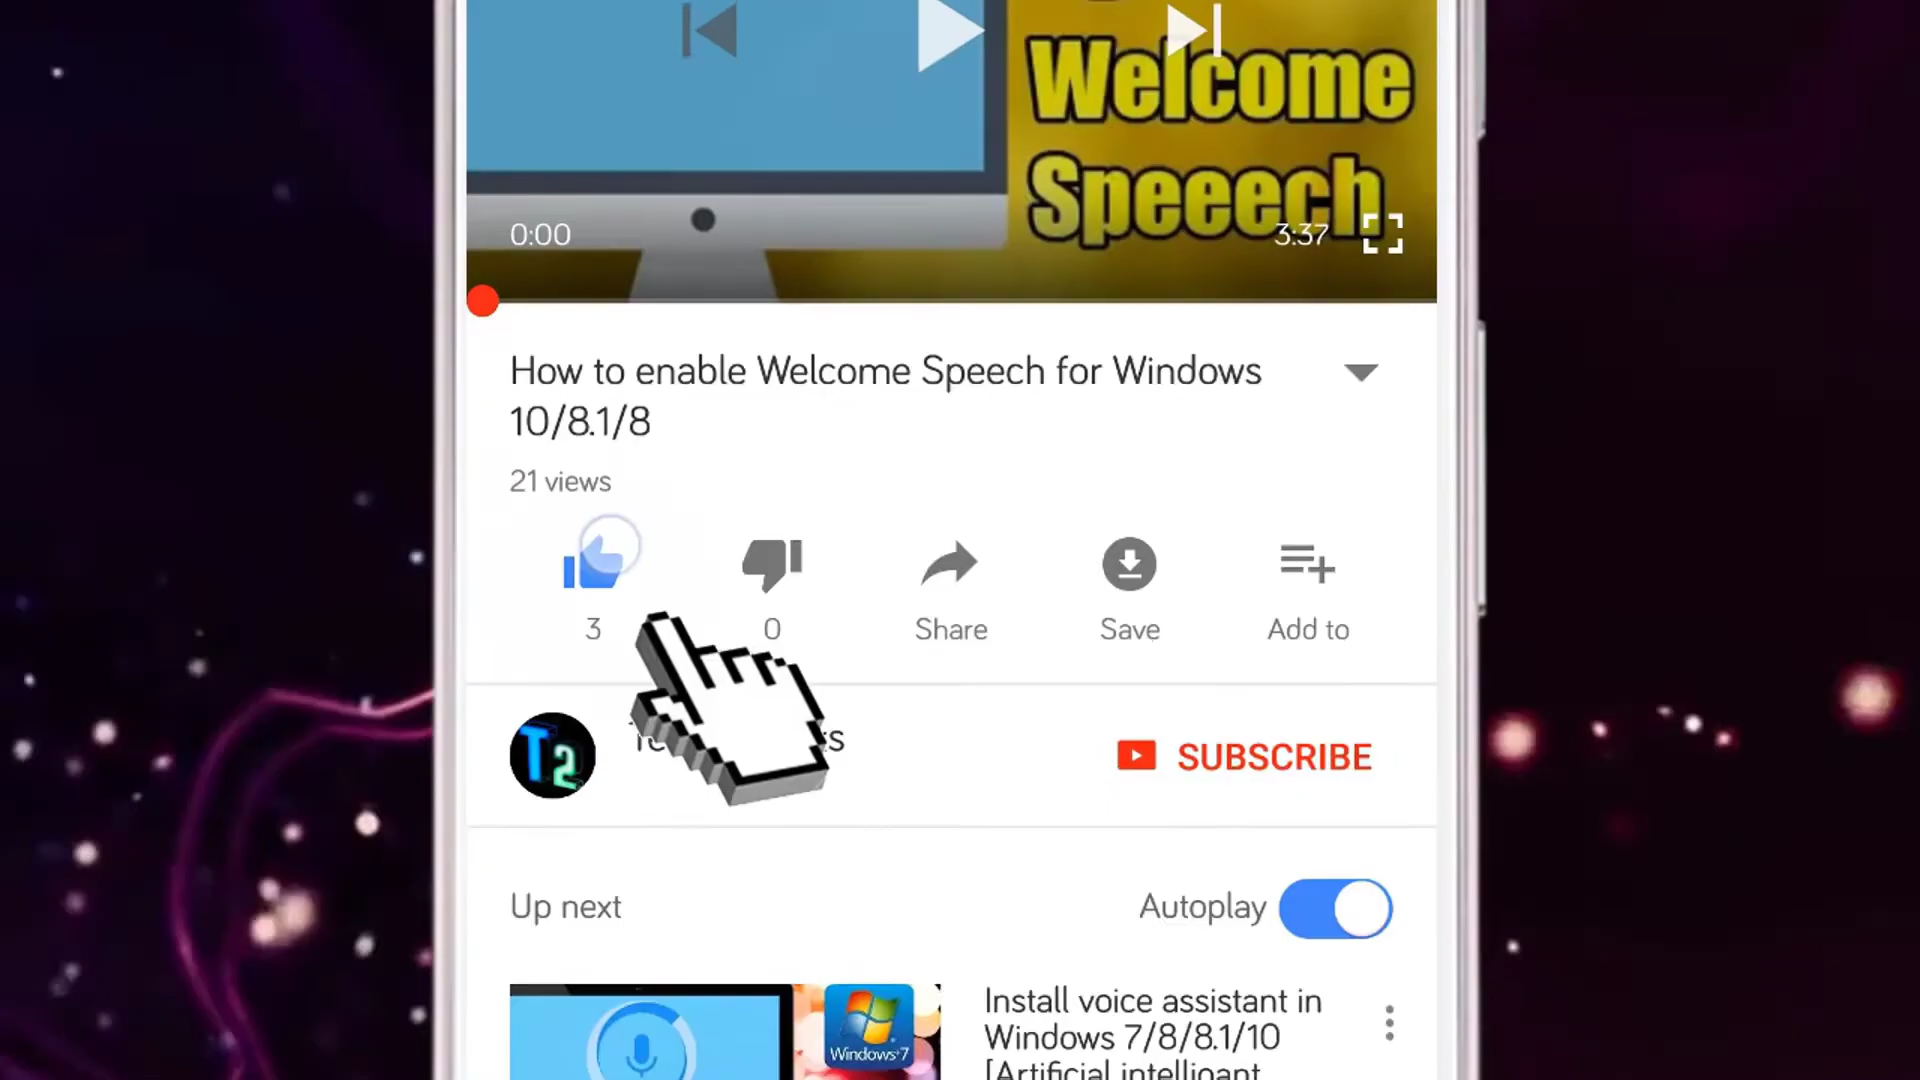 Welcome
Speeech
0:00
3:37
How to enable Welcome Speech for Windows
10/8.1/8
21 views
3
0
Share
Save
Add to
T2
SUBSCRIBE
Up next
Autoplay
Windows 7
Install voice assistant in
Windows 7/8/8.1/10
[Artificial intelligant